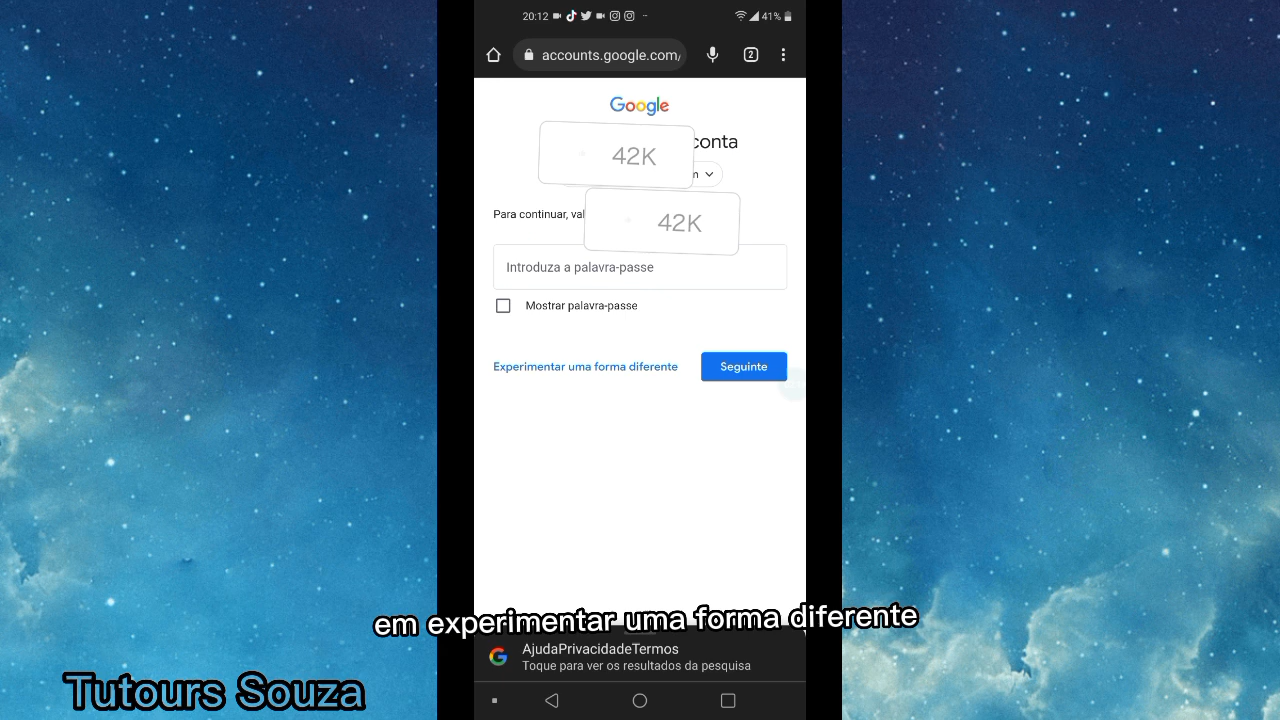 20:12
41%
accounts.google.com/
2
Google
42K
conta
Para continuar, val
42K
Introduza a palavra-passe
Mostrar palavra-passe
Experimentar uma forma diferente
Seguinte
em experimentar uma forma diferente
AjudaPrivacidadeTermos
Toque para ver os resultados da pesquisa
Tutours Souza